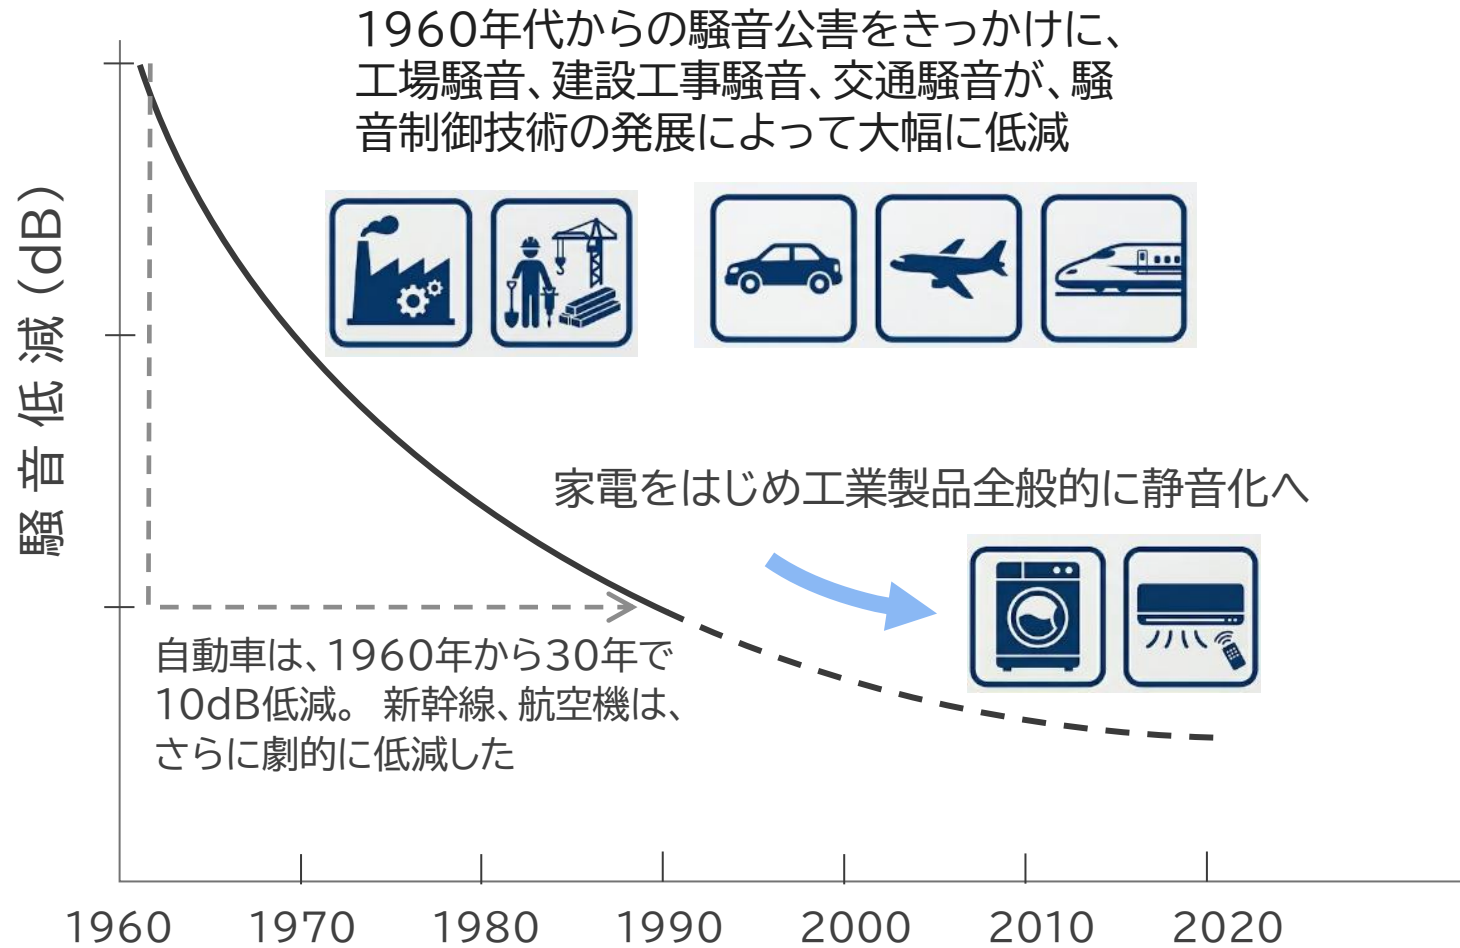 1960年代からの騒音公害をきっかけに、
工場騒音、建設工事騒音、交通騒音が、騒
音制御技術の発展によって大幅に低減
騒音低減(dB)
家電をはじめ工業製品全般的に静音化へ
自動車は、1960年から30年で
10dB低減。 新幹線、航空機は、
さらに劇的に低減した
1960 1970 1980 1990 2000 2010 2020